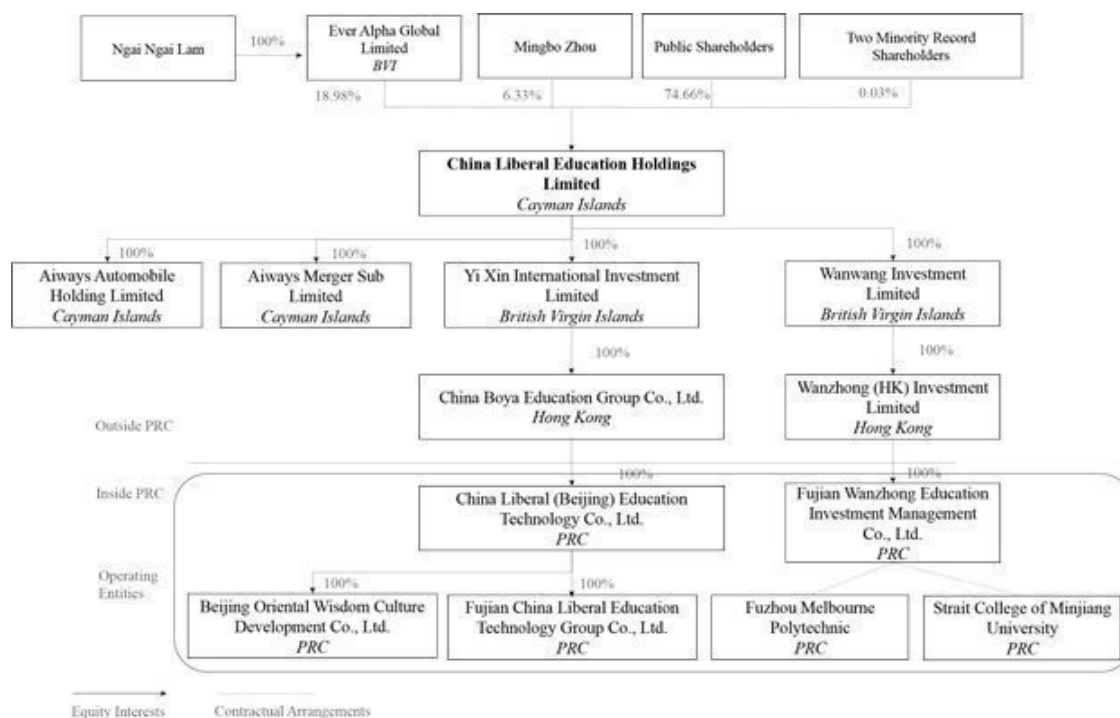 Ngai Ngai Lam
100%
Ever Alpha Global
Limited
BVI
Mingbo Zhou
Public Shareholders
Two Minority Record
Shareholders
18.98%
6.33%
74.66%
0.03%
China Liberal Education Holdings
Limited
Cayman Islands
100%
100%
100%
100%
Aiways Automobile
Holding Limited
Cayman Islands
Aiways Merger Sub
Limited
Cayman Islands
Yi Xin International Investment
Limited
British Virgin Islands
Wanwang Investment
Limited
British Virgin Islands
100%
100%
China Boya Education Group Co., Ltd.
Hong Kong
Wanzhong (HK) Investment
Limited
Hong Kong
Outside PRC
Inside PRC
100%
100%
China Liberal (Beijing) Education
Technology Co., Ltd.
PRC
Fujian Wanzhong Education
Investment Management
Co., Ltd.
PRC
Operating
Entities
100%
100%
Beijing Oriental Wisdom Culture
Development Co., Ltd.
PRC
Fujian China Liberal Education
Technology Group Co., Ltd.
PRC
Fuzhou Melbourne
Polytechnic
PRC
Strait College of Minjiang
University
PRC
Equity Interests
Contractual Arrangements